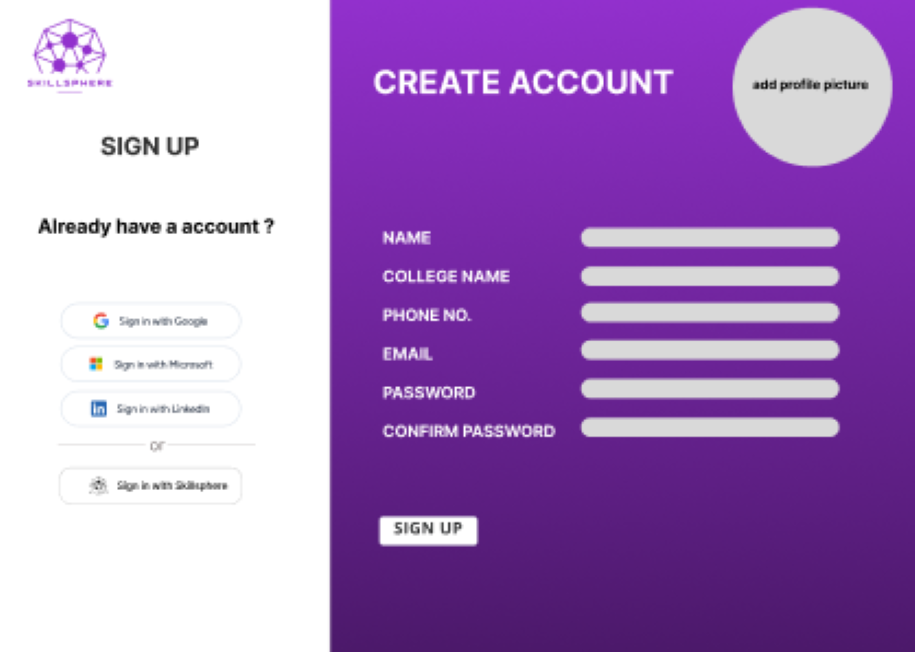 SKILLSPHERE
SIGN UP
Already have a account ?
Sign in with Google
Sign in with Microsoft
Sign in with LinkedIn
or
Sign in with Skillsphere
CREATE ACCOUNT
add profile picture
NAME
COLLEGE NAME
PHONE NO.
EMAIL
PASSWORD
CONFIRM PASSWORD
SIGN UP